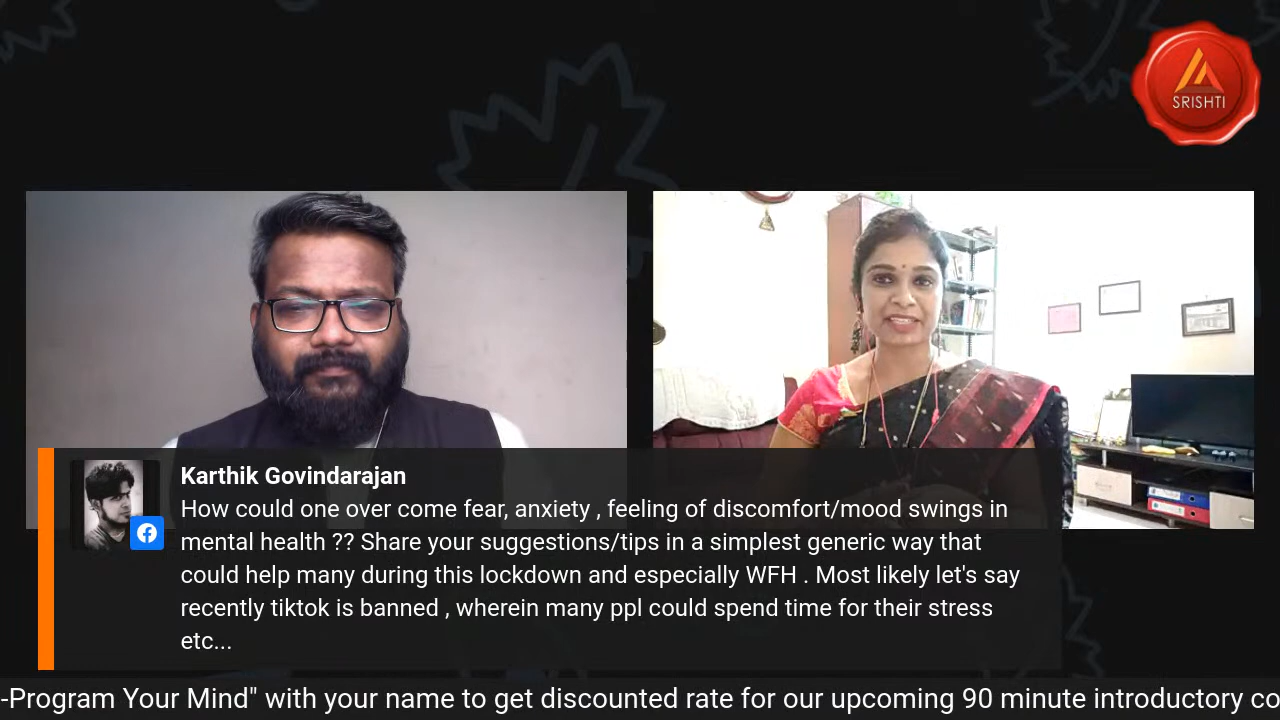 SRISHTI
Karthik Govindarajan
How could one over come fear, anxiety , feeling of discomfort/mood swings in
mental health ?? Share your suggestions/tips in a simplest generic way that
could help many during this lockdown and especially WFH . Most likely let's say
recently tiktok is banned , wherein many ppl could spend time for their stress
etc...
-Program Your Mind" with your name to get discounted rate for our upcoming 90 minute introductory co